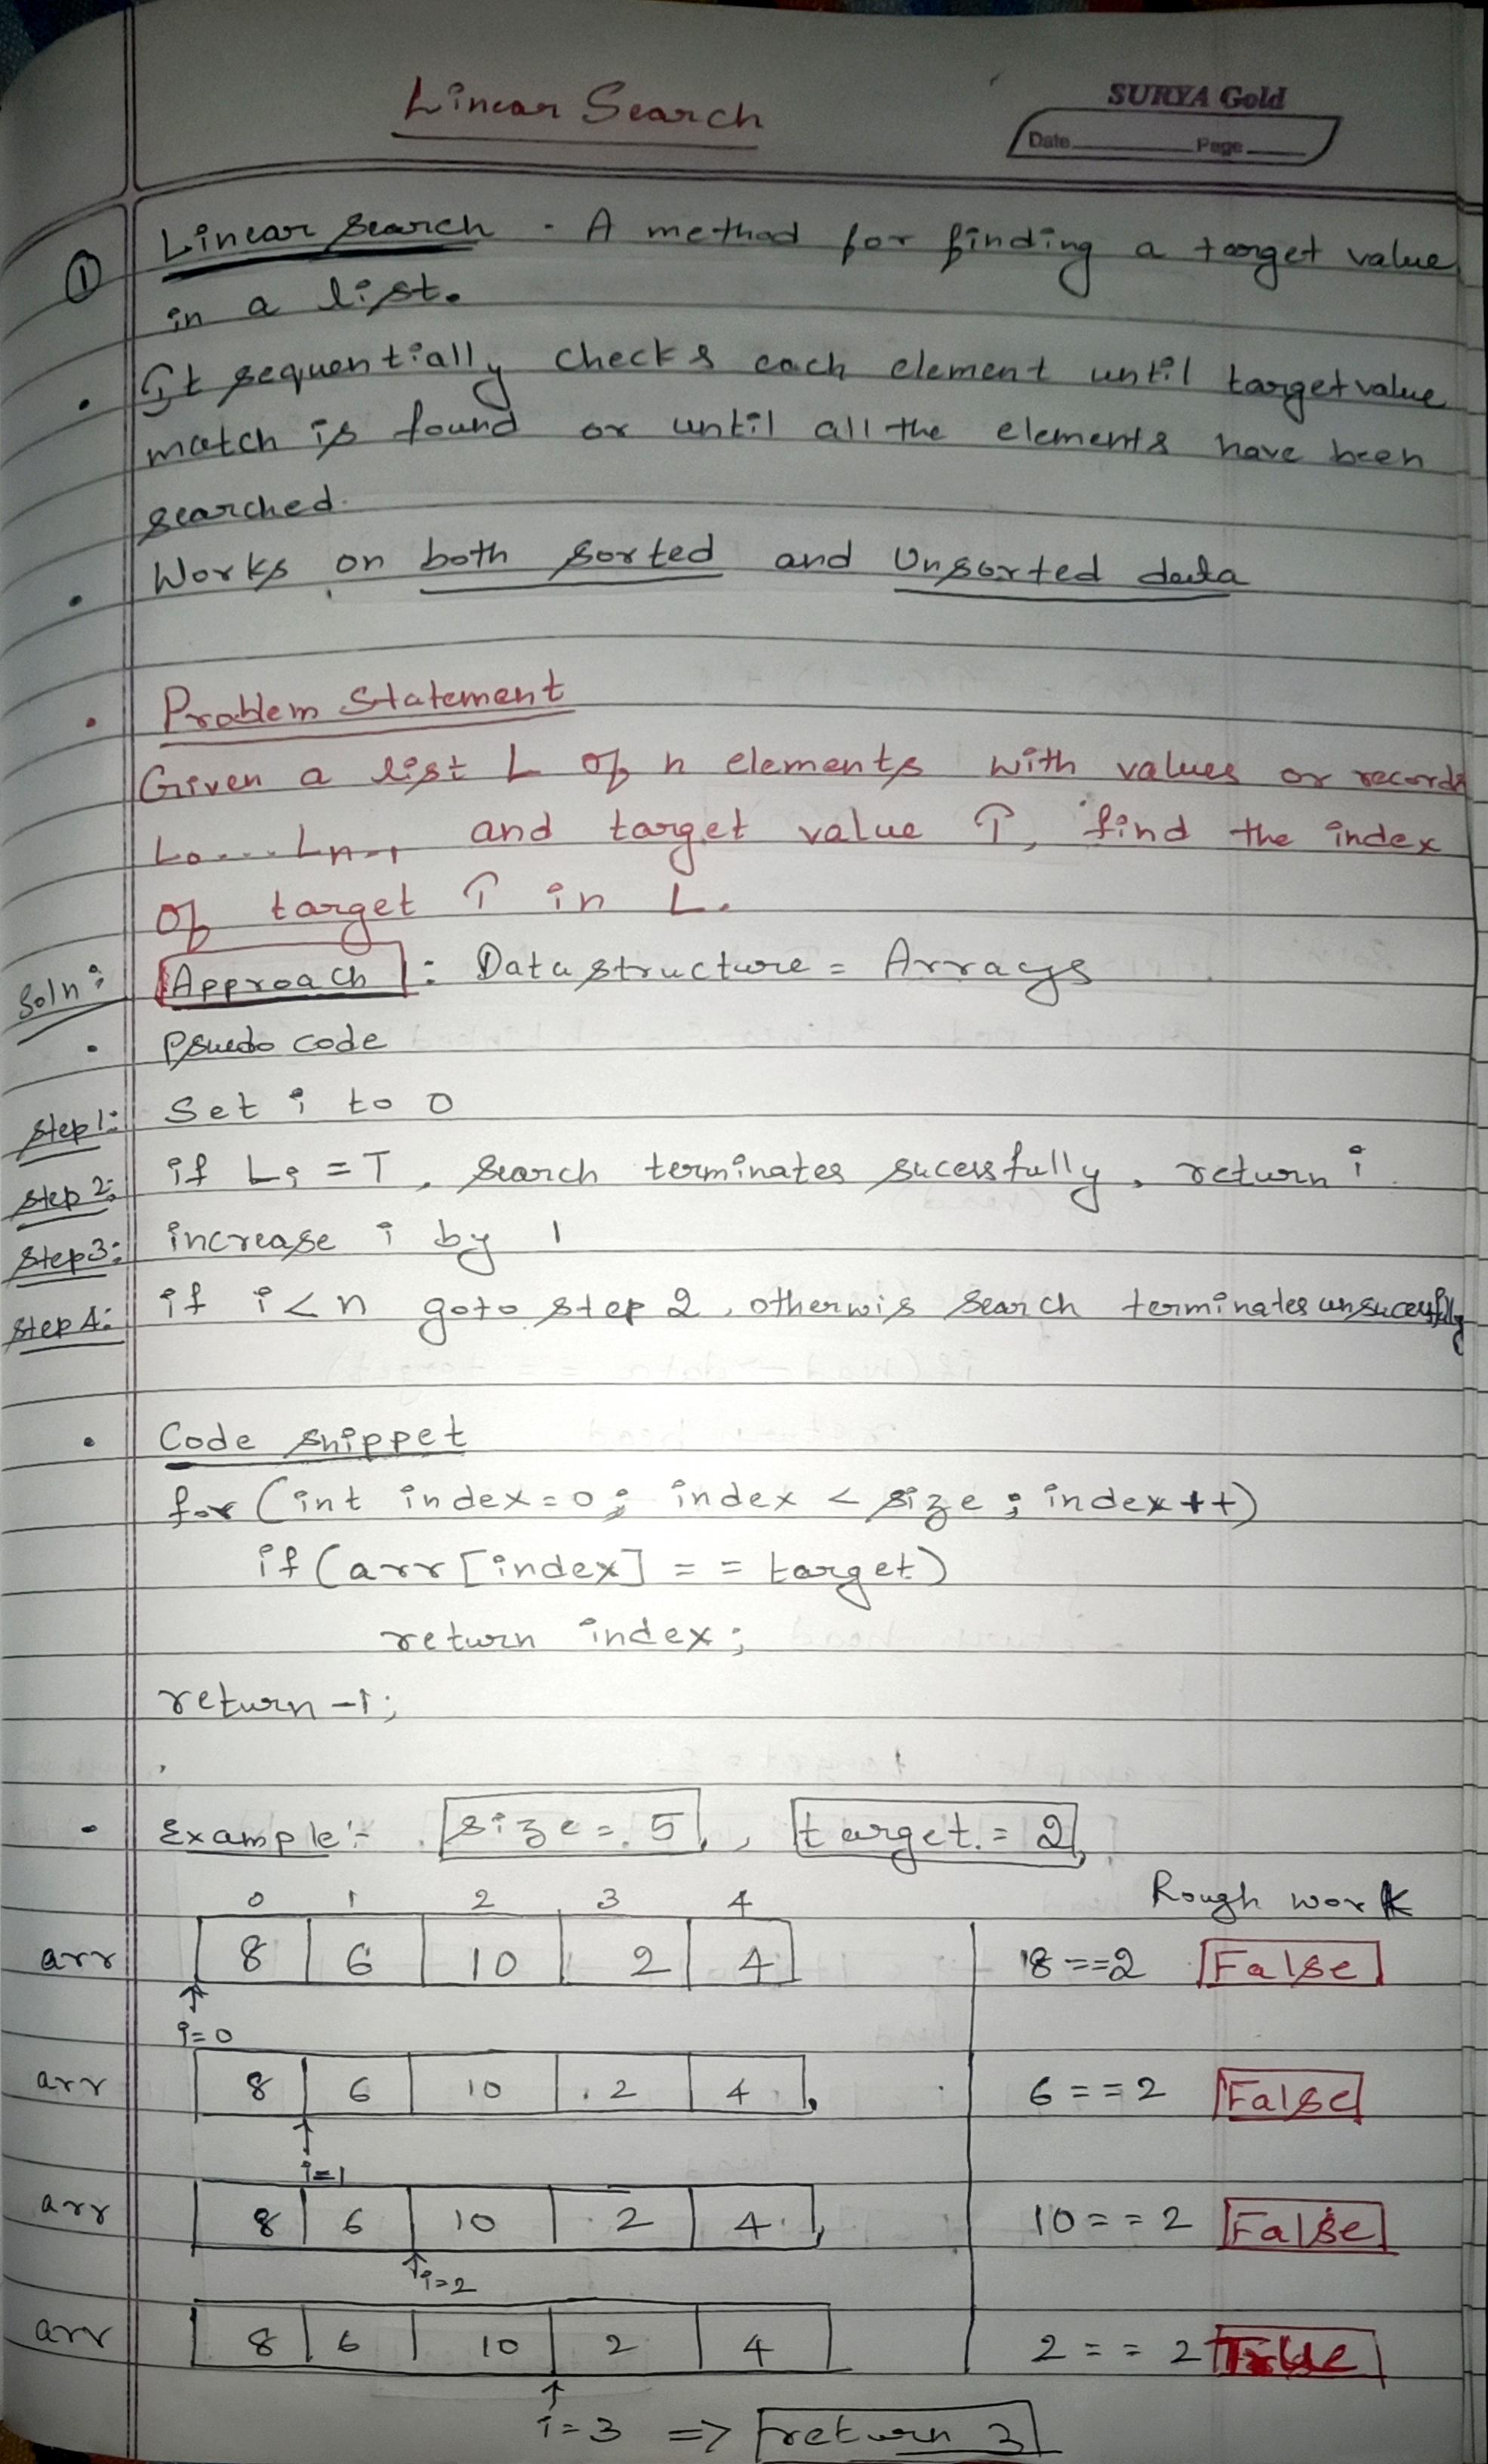 Linear Search
SURYA Gold
Date Page
① Linear search - A method for finding a target value
in a list.
• It sequentially checks each element until target value
match is found or until all the elements have been
searched.
• Works on both sorted and Unsorted data
• Problem Statement
Given a list L of n elements with values or records
L0...Ln-1 and target value T, find the index
of target T in L.
Soln: Approach : Data structure = Arrays
• Psuedo code
Step 1: Set i to 0
Step 2: if Li = T, search terminates sucessfully, return i
Step 3: increase i by 1
Step 4: if i < n goto step 2, otherwis search terminates unsucessfully
• Code snippet
for (int index=0; index < size; index++)
if (arr[index] == target)
return index;
return -1;
• Example:- size = 5, target = 2,
0 1 2 3 4 Rough work
arr 8 6 10 2 4 8==2 False
i=0
arr 8 6 10 2 4 6==2 False
i=1
arr 8 6 10 2 4 10==2 False
i=2
arr 8 6 10 2 4 2==2 True
i=3 => return 3